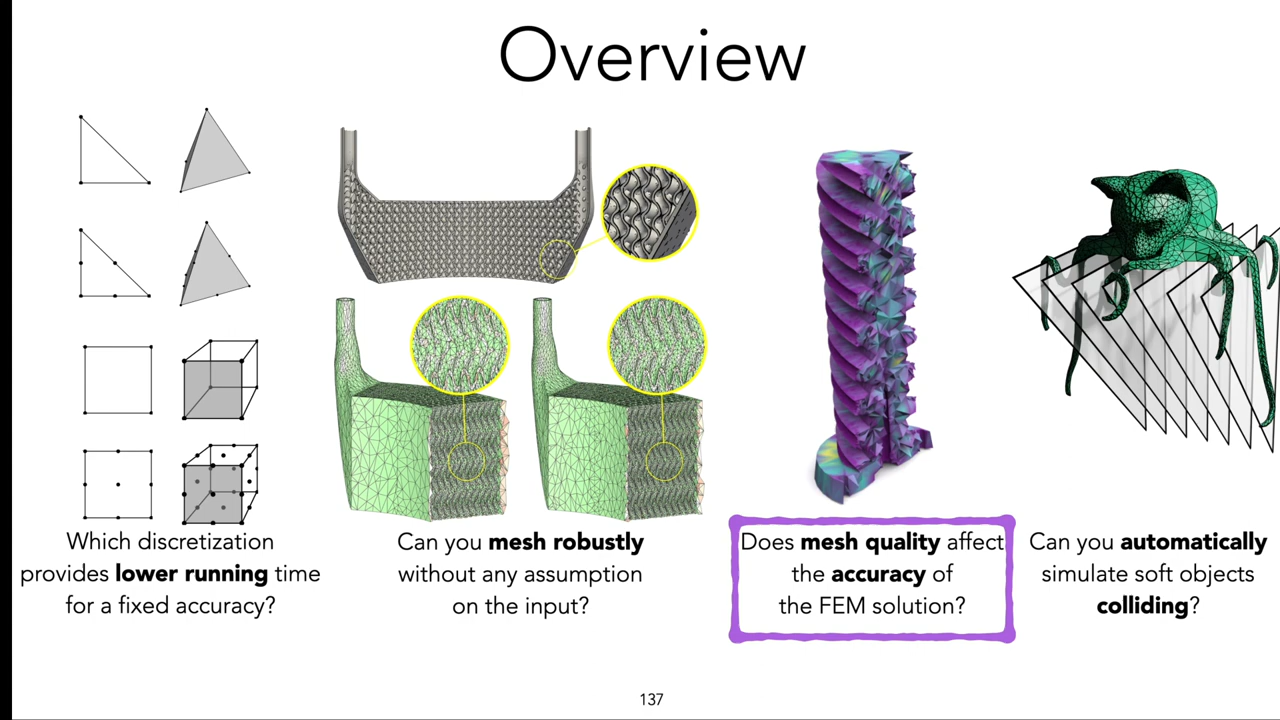 Overview
Which discretization
provides lower running time
for a fixed accuracy?
Can you mesh robustly
without any assumption
on the input?
Does mesh quality affect
the accuracy of
the FEM solution?
Can you automatically
simulate soft objects
colliding?
137